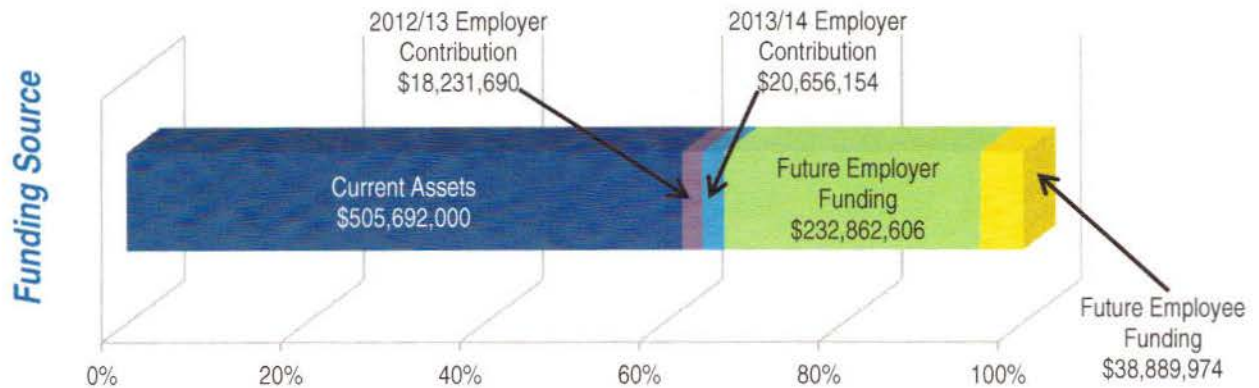 2012/13 Employer
Contribution
$18,231,690
2013/14 Employer
Contribution
$20,656,154
Funding Source
Current Assets
$505,692,000
Future Employer
Funding
$232,862,606
Future Employee
Funding
$38,889,974
0%
20%
40%
60%
80%
100%